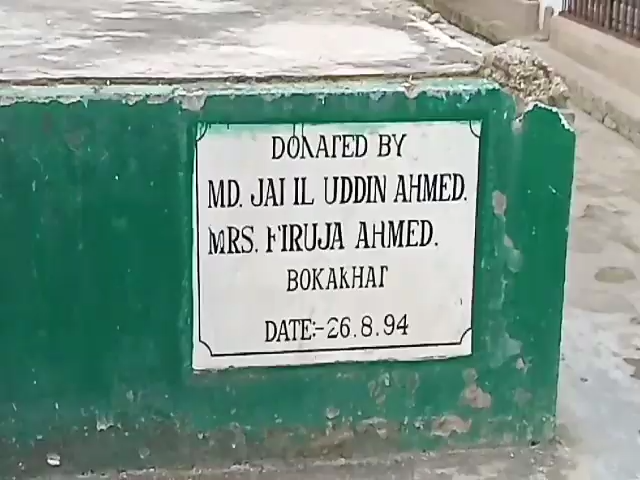 DONATED BY
MD. JALIL UDDIN AHMED.
MRS. FIRUJA AHMED.
BOKAKHAT
DATE:-26.8.94